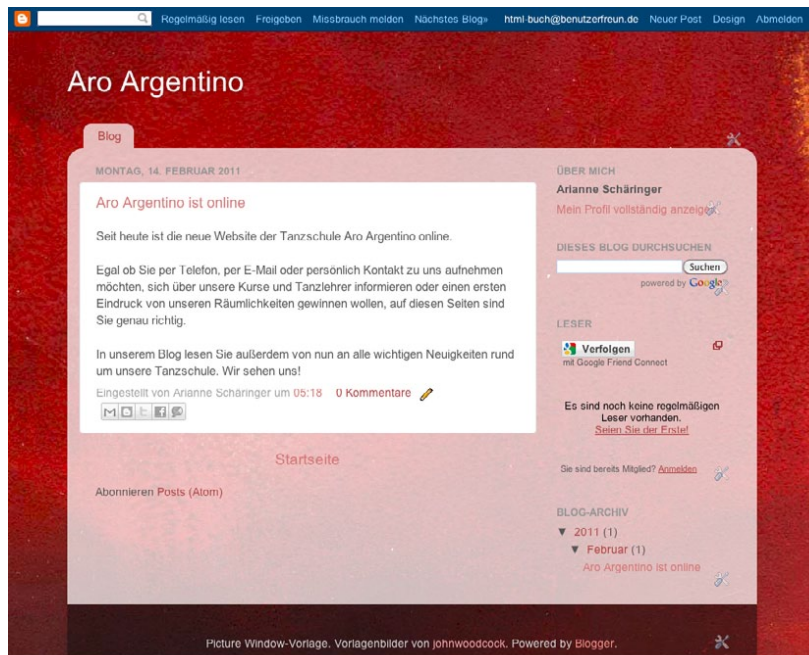 Regelmäßig lesen Freigeben Missbrauch melden Nächstes Blog» html-buch@benutzerfreun.de Neuer Post Design Abmelden
Aro Argentino
Blog
MONTAG, 14. FEBRUAR 2011
Aro Argentino ist online
Seit heute ist die neue Website der Tanzschule Aro Argentino online.
Egal ob Sie per Telefon, per E-Mail oder persönlich Kontakt zu uns aufnehmen
möchten, sich über unsere Kurse und Tanzlehrer informieren oder einen ersten
Eindruck von unseren Räumlichkeiten gewinnen wollen, auf diesen Seiten sind
Sie genau richtig.
In unserem Blog lesen Sie außerdem von nun an alle wichtigen Neuigkeiten rund
um unsere Tanzschule. Wir sehen uns!
Eingestellt von Arianne Schäringer um 05:18 0 Kommentare
Startseite
Abonnieren Posts (Atom)
ÜBER MICH
Arianne Schäringer
Mein Profil vollständig anzeigen
DIESES BLOG DURCHSUCHEN
Suchen
powered by Google
LESER
Verfolgen
mit Google Friend Connect
Es sind noch keine regelmäßigen
Leser vorhanden.
Seien Sie der Erste!
Sie sind bereits Mitglied? Anmelden
BLOG-ARCHIV
▼ 2011 (1)
▼ Februar (1)
Aro Argentino ist online
Picture Window-Vorlage. Vorlagenbilder von johnwoodcock. Powered by Blogger.